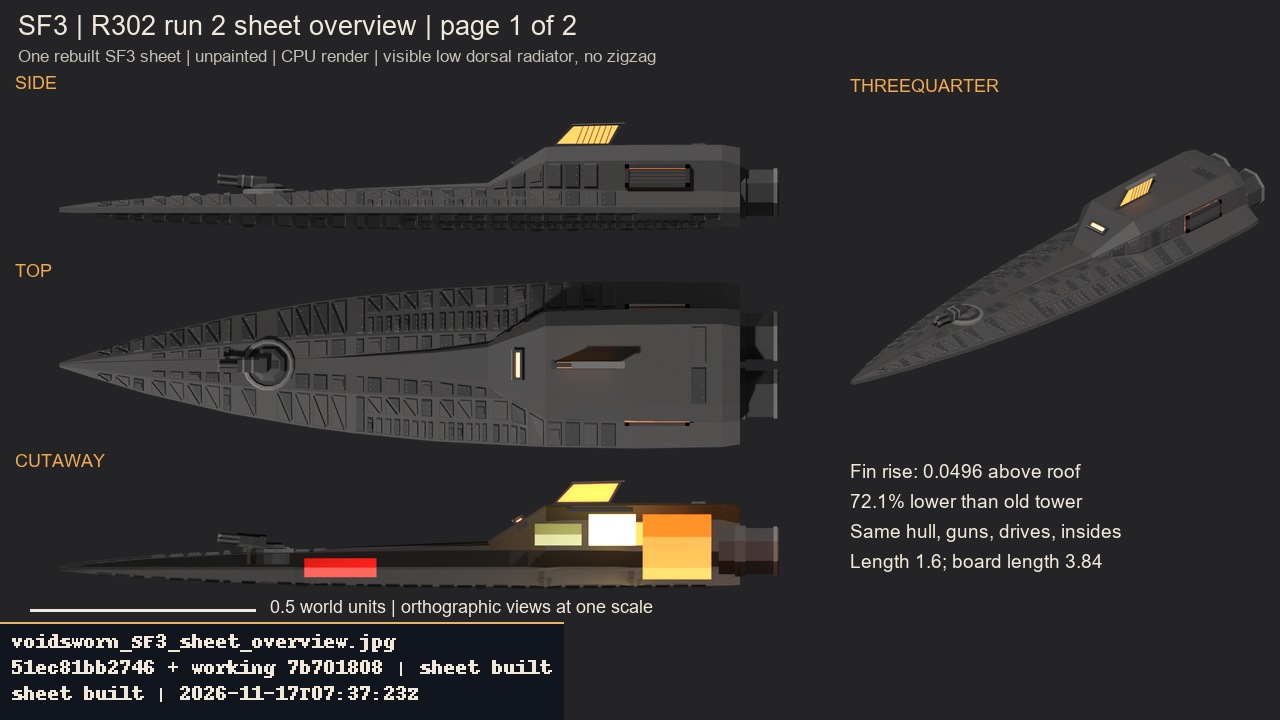 SF3 | R302 run 2 sheet overview | page 1 of 2
One rebuilt SF3 sheet | unpainted | CPU render | visible low dorsal radiator, no zigzag
SIDE
THREEQUARTER
TOP
CUTAWAY
Fin rise: 0.0496 above roof
72.1% lower than old tower
Same hull, guns, drives, insides
Length 1.6; board length 3.84
0.5 world units | orthographic views at one scale
voidsworn_SF3_sheet_overview.jpg
51ec81bb2746 + working 7b701808 | sheet built
sheet built | 2026-11-17T07:37:23Z